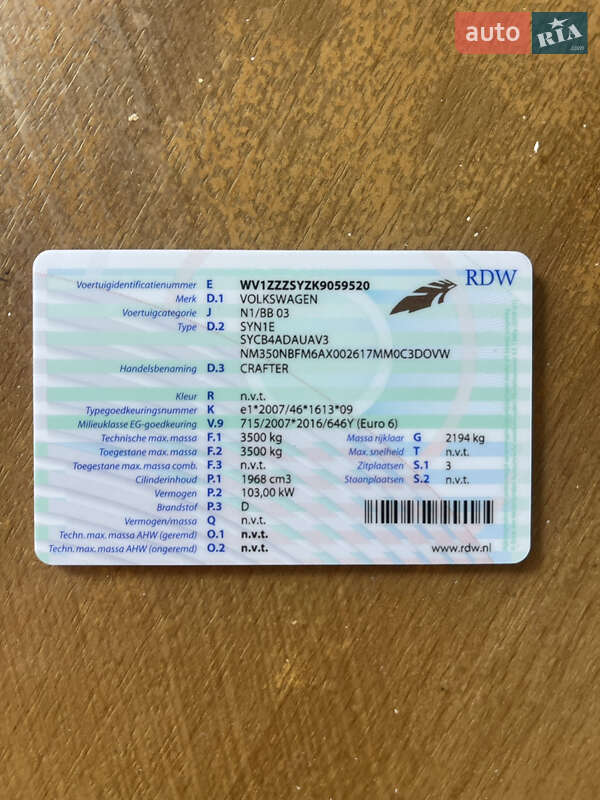 auto RIA .com
RDW
Voertuigidentificatienummer E WV1ZZZSYZK9059520
Merk D.1 VOLKSWAGEN
Voertuigcategorie J N1/BB 03
Type D.2 SYN1E
SYCB4ADAUAV3
NM350NBFM6AX002617MM0C3DOVW
Handelsbenaming D.3 CRAFTER
Kleur R n.v.t.
Typegoedkeuringsnummer K e1*2007/46*1613*09
Milieuklasse EG-goedkeuring V.9 715/2007*2016/646Y (Euro 6)
Technische max. massa F.1 3500 kg Massa rijklaar G 2194 kg
Toegestane max. massa F.2 3500 kg Max. snelheid T n.v.t.
Toegestane max. massa comb. F.3 n.v.t. Zitplaatsen S.1 3
Cilinderinhoud P.1 1968 cm3 Staanplaatsen S.2 n.v.t.
Vermogen P.2 103,00 kW
Brandstof P.3 D
Vermogen/massa Q n.v.t.
Techn. max. massa AHW (geremd) O.1 n.v.t.
Techn. max. massa AHW (ongeremd) O.2 n.v.t.
www.rdw.nl